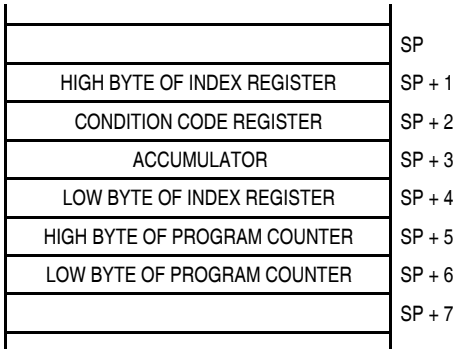 SP
HIGH BYTE OF INDEX REGISTER SP + 1
CONDITION CODE REGISTER SP + 2
ACCUMULATOR SP + 3
LOW BYTE OF INDEX REGISTER SP + 4
HIGH BYTE OF PROGRAM COUNTER SP + 5
LOW BYTE OF PROGRAM COUNTER SP + 6
SP + 7